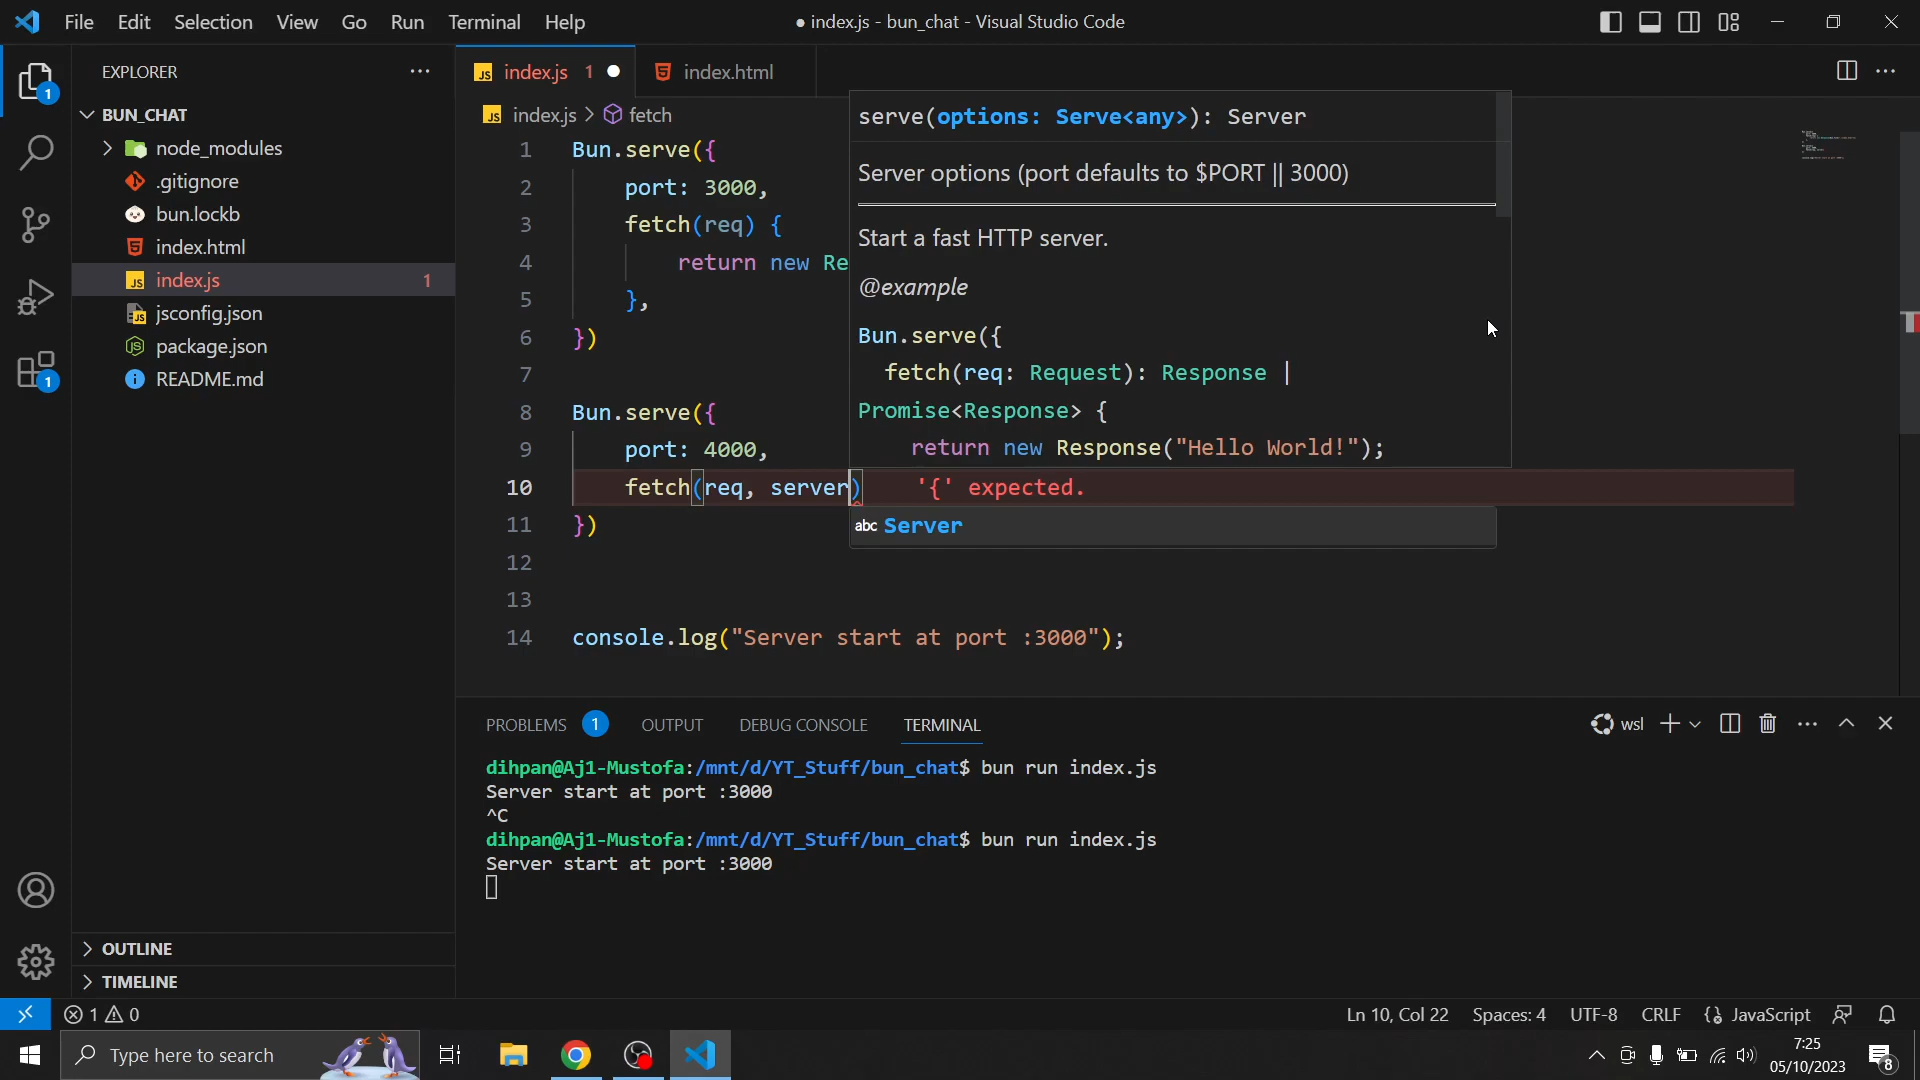 File Edit Selection View Go Run Terminal Help
● index.js - bun_chat - Visual Studio Code
EXPLORER
BUN_CHAT
node_modules
.gitignore
bun.lockb
index.html
index.js 1
jsconfig.json
package.json
README.md
OUTLINE
TIMELINE
1
1
JS index.js 1
index.html
JS index.js > fetch
1 Bun.serve({
2 port: 3000,
3 fetch(req) {
4 return new Re
5 },
6 })
7
8 Bun.serve({
9 port: 4000,
10 fetch(req, server) '{' expected.
11 })
12
13
14 console.log("Server start at port :3000");
serve(options: Serve<any>): Server
Server options (port defaults to $PORT || 3000)
Start a fast HTTP server.
@example
Bun.serve({
fetch(req: Request): Response |
Promise<Response> {
return new Response("Hello World!");
abc Server
PROBLEMS 1 OUTPUT DEBUG CONSOLE TERMINAL
wsl
dihpan@Aj1-Mustofa:/mnt/d/YT_Stuff/bun_chat$ bun run index.js
Server start at port :3000
^C
dihpan@Aj1-Mustofa:/mnt/d/YT_Stuff/bun_chat$ bun run index.js
Server start at port :3000
1 0
Ln 10, Col 22 Spaces: 4 UTF-8 CRLF {} JavaScript
Type here to search
7:25
05/10/2023
8